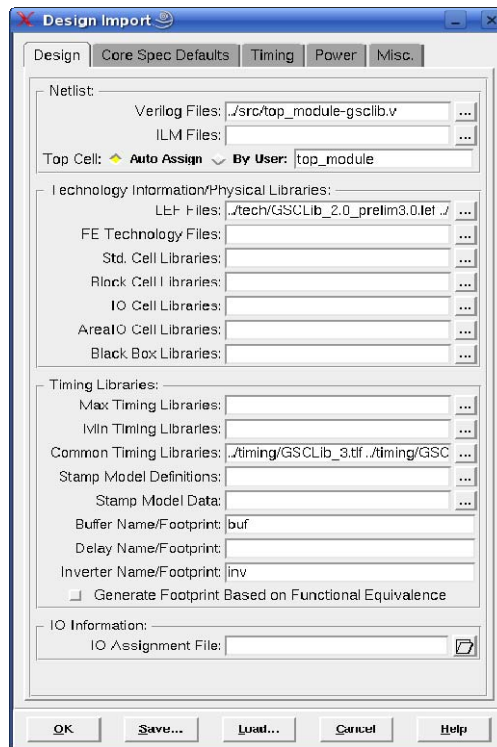 Design Import
Design Core Spec Defaults Timing Power Misc.
Netlist:
Verilog Files: ../src/top_module-gsclib.v ...
ILM Files: ...
Top Cell: Auto Assign By User: top_module
Technology Information/Physical Libraries:
LEF Files: ../tech/GSCLib_2.0_prelim3.0.lef ../ ...
FE Technology Files: ...
Std. Cell Libraries: ...
Block Cell Libraries: ...
IO Cell Libraries: ...
AreaIO Cell Libraries: ...
Black Box Libraries: ...
Timing Libraries:
Max Timing Libraries: ...
Min Timing Libraries: ...
Common Timing Libraries: ../timing/GSCLib_3.tlf ../timing/GSC ...
Stamp Model Definitions: ...
Stamp Model Data: ...
Buffer Name/Footprint: buf
Delay Name/Footprint:
Inverter Name/Footprint: inv
Generate Footprint Based on Functional Equivalence
IO Information:
IO Assignment File:
OK Save... Load... Cancel Help